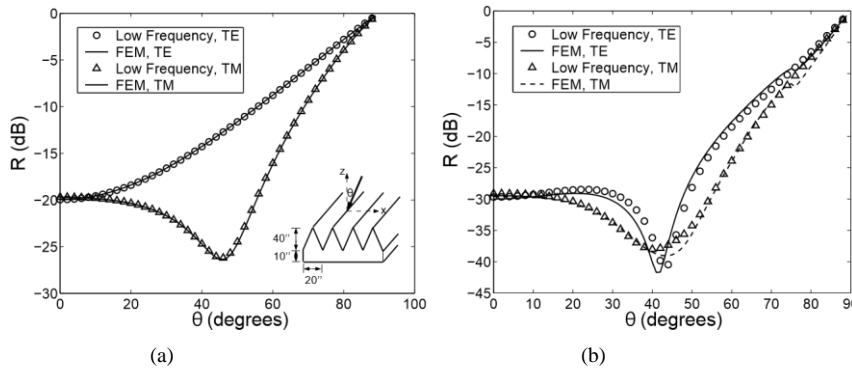 0
−5
−10
−15
−20
−25
−30
R (dB)
0 20 40 60 80 100
θ (degrees)
Low Frequency, TE
FEM, TE
Low Frequency, TM
FEM, TM
z
θ
x
40"
10"
20"
(a)
0
−5
−10
−15
−20
−25
−30
−35
−40
−45
R (dB)
0 10 20 30 40 50 60 70 80 90
θ (degrees)
Low Frequency, TE
FEM, TE
Low Frequency, TM
FEM, TM
(b)